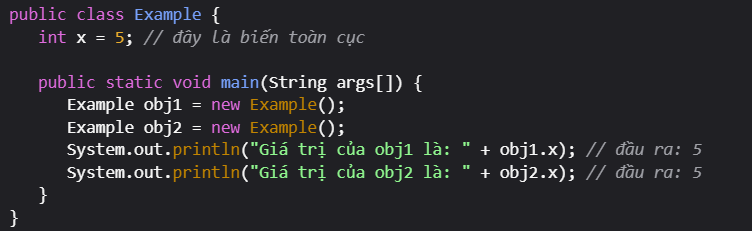 public class Example {
int x = 5; // đây là biến toàn cục
public static void main(String args[]) {
Example obj1 = new Example();
Example obj2 = new Example();
System.out.println("Giá trị của obj1 là: " + obj1.x); // đầu ra: 5
System.out.println("Giá trị của obj2 là: " + obj2.x); // đầu ra: 5
}
}